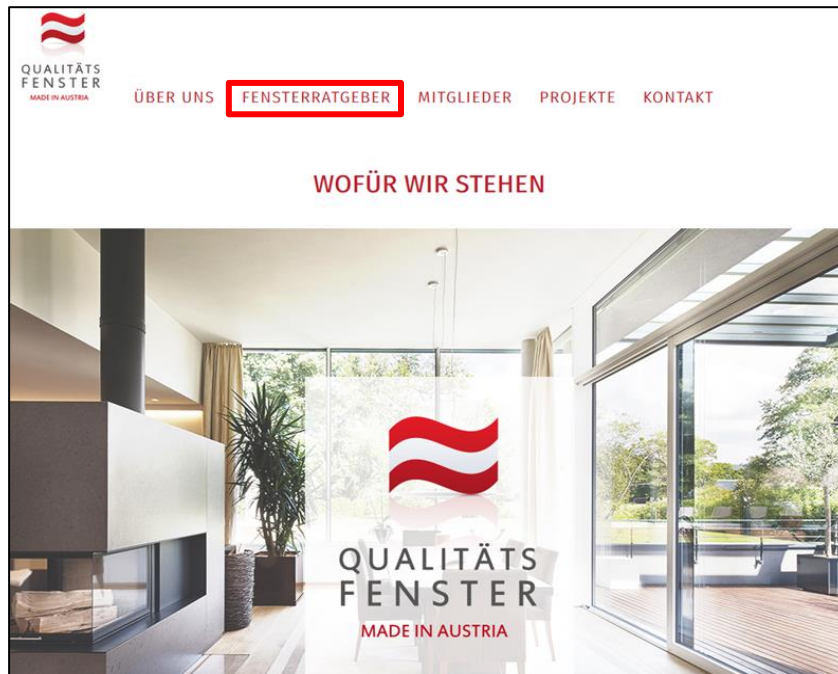 QUALITÄTS
FENSTER
MADE IN AUSTRIA
ÜBER UNS FENSTERRATGEBER MITGLIEDER PROJEKTE KONTAKT
WOFÜR WIR STEHEN
QUALITÄTS
FENSTER
MADE IN AUSTRIA